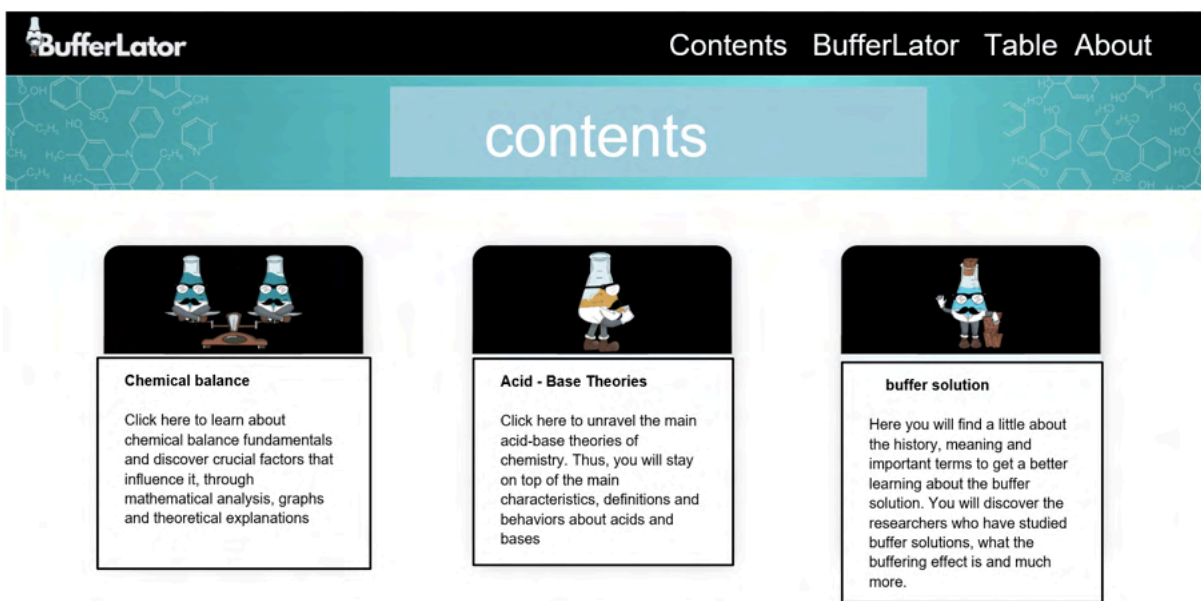 BufferLator
Contents BufferLator Table About
contents
Chemical balance
Click here to learn about
chemical balance fundamentals
and discover crucial factors that
influence it, through
mathematical analysis, graphs
and theoretical explanations
Acid - Base Theories
Click here to unravel the main
acid-base theories of
chemistry. Thus, you will stay
on top of the main
characteristics, definitions and
behaviors about acids and
bases
buffer solution
Here you will find a little about
the history, meaning and
important terms to get a better
learning about the buffer
solution. You will discover the
researchers who have studied
buffer solutions, what the
buffering effect is and much
more.